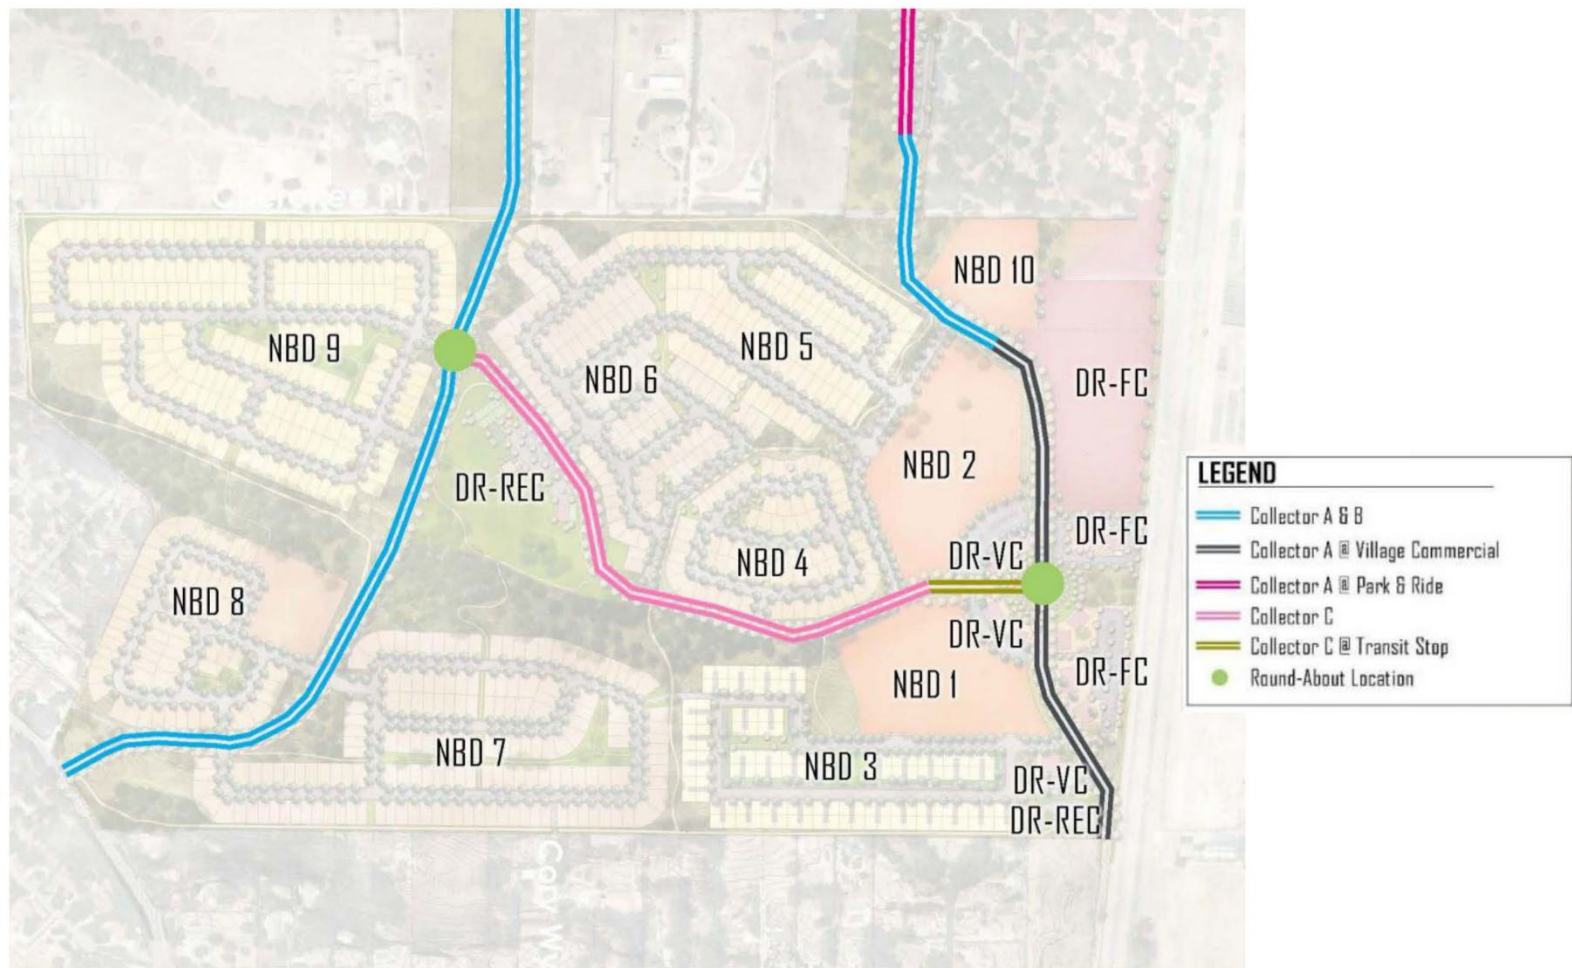 Cherokee Pl
NBD 10
NBD 9
NBD 5
NBD 6
DR-FC
NBD 2
DR-REC
DR-FC
DR-VC
NBD 4
NBD 8
DR-VC
DR-FC
NBD 1
NBD 7
NBD 3
DR-VC
DR-REC
LEGEND
Collector A & B
Collector A @ Village Commercial
Collector A @ Park & Ride
Collector C
Collector C @ Transit Stop
Round-About Location